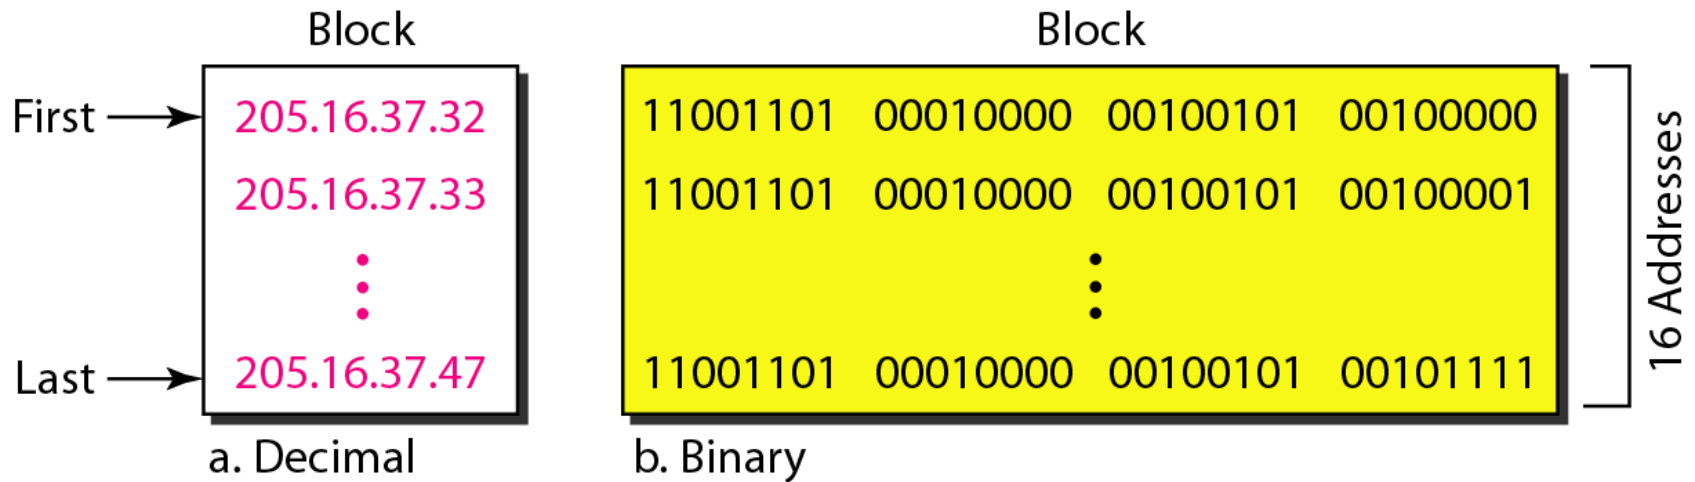 Block
First
205.16.37.32
205.16.37.33
Last
205.16.37.47
a. Decimal
Block
11001101 00010000 00100101 00100000
11001101 00010000 00100101 00100001
11001101 00010000 00100101 00101111
16 Addresses
b. Binary